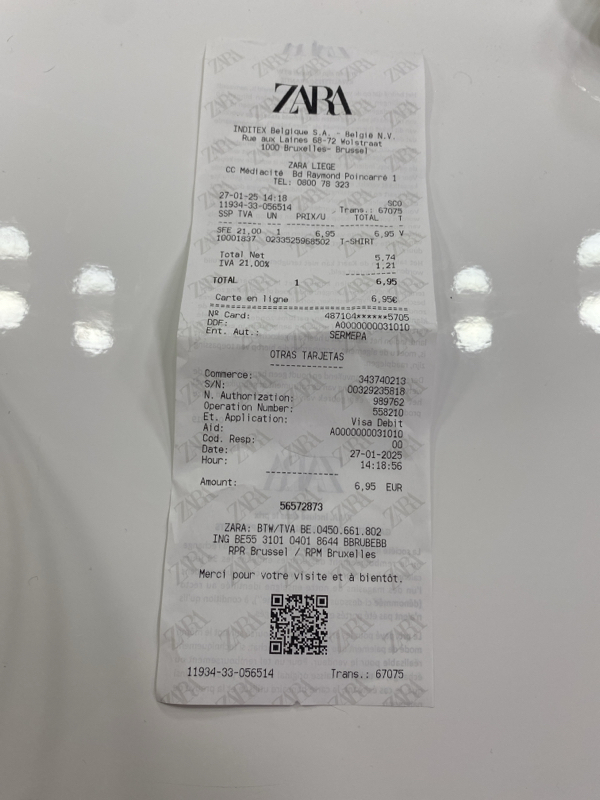 ZARA
INDITEX Belgique S.A. - België N.V.
Rue aux Laines 68-72 Wolstraat
1000 Bruxelles- Brussel
ZARA LIEGE
CC Médiacité Bd Raymond Poincarré 1
TEL: 0800 78 323
27-01-25 14:18 SCO
11934-33-056514 Trans.: 67075
SSP TVA UN PRIX/U TOTAL T
SFE 21,00 1 6,95 6,95 V
10001837 0233525968502 T-SHIRT
Total Net 5.74
IVA 21,00% 1.21
TOTAL 1 6,95
Carte en ligne 6,95€
Nº Card: 487104******5705
DDF: A0000000031010
Ent. Aut.: SERMEPA
OTRAS TARJETAS
Commerce: 343740213
S/N: 00329235818
N. Authorization: 989762
Operation Number: 558210
Et. Application: Visa Debit
Aid: A0000000031010
Cod. Resp: 00
Date: 27-01-2025
Hour: 14:18:56
Amount: 6,95 EUR
56572873
ZARA: BTW/TVA BE.0450.661.802
ING BE55 3101 0401 8644 BBRUBEBB
RPR Brussel / RPM Bruxelles
Merci pour votre visite et à bientôt.
11934-33-056514 Trans.: 67075